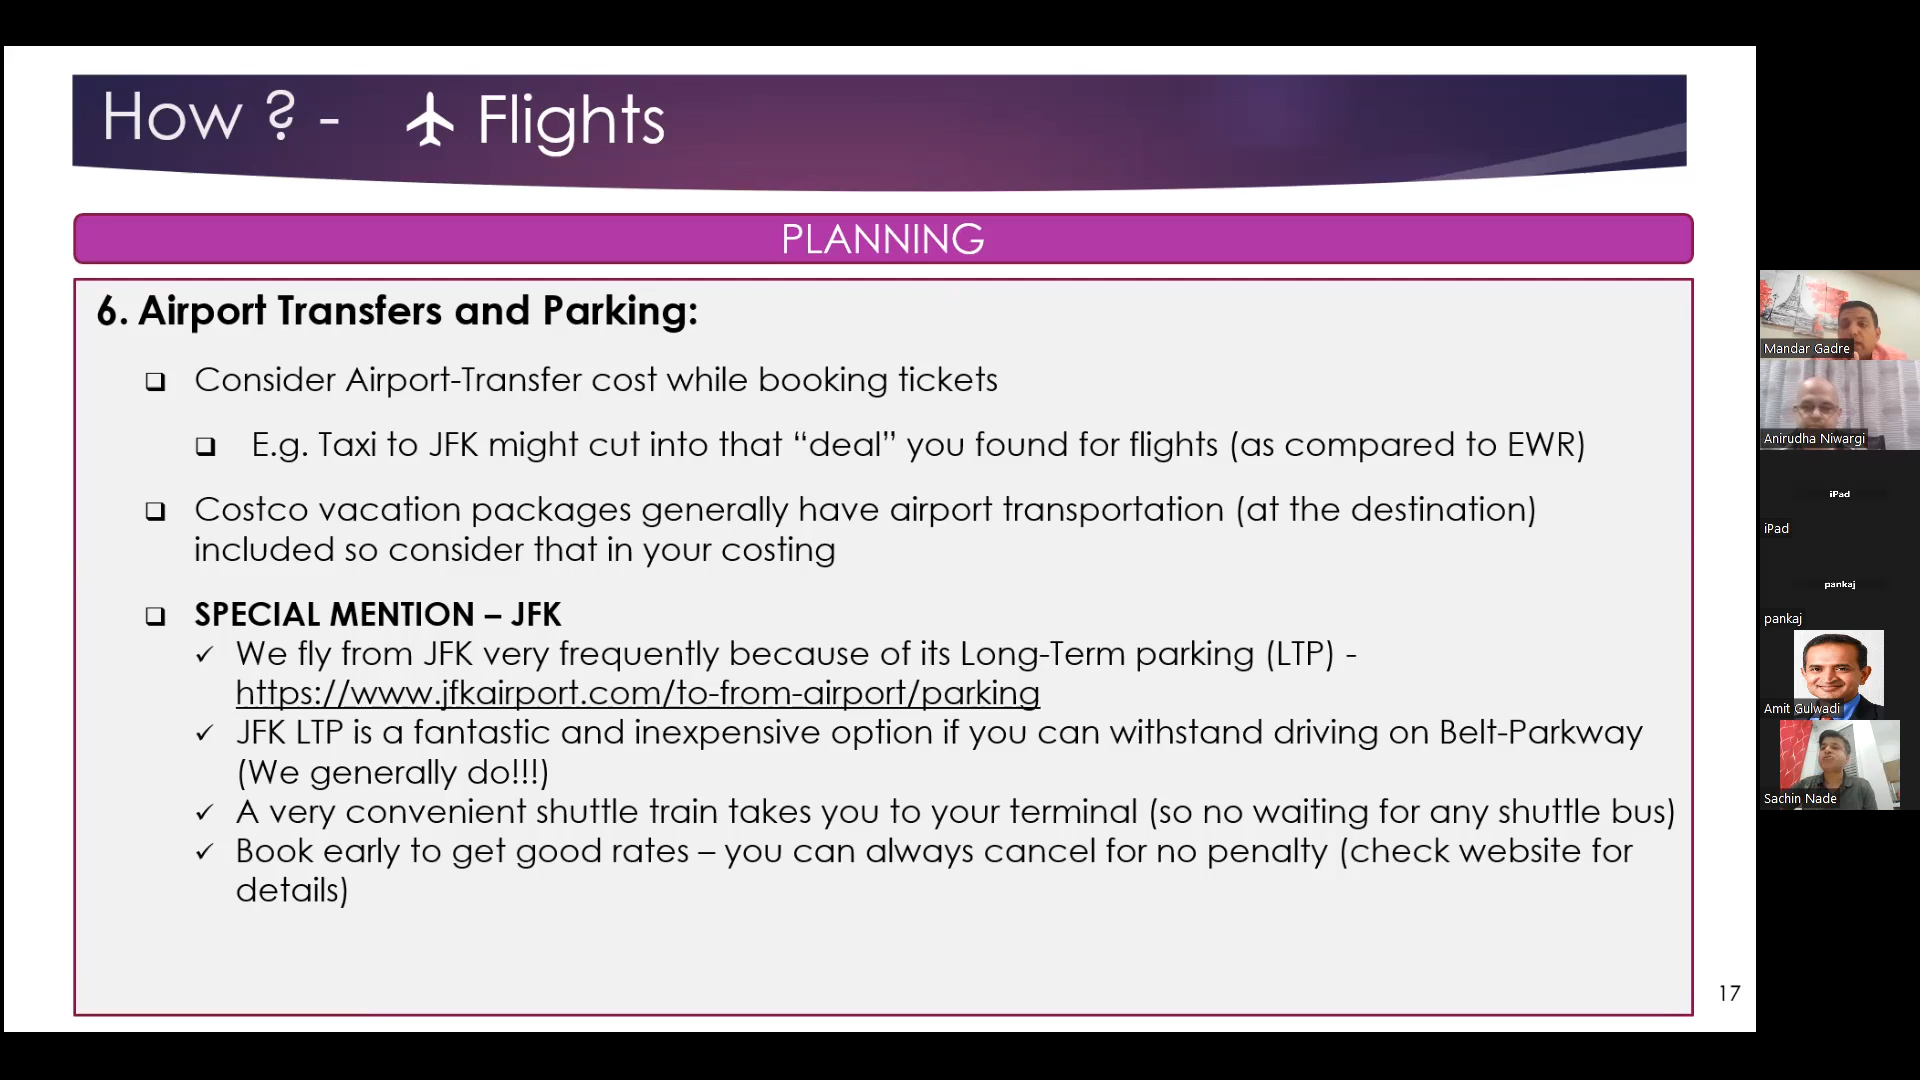 How ? - Flights
PLANNING
6. Airport Transfers and Parking:
Consider Airport-Transfer cost while booking tickets
E.g. Taxi to JFK might cut into that “deal” you found for flights (as compared to EWR)
Costco vacation packages generally have airport transportation (at the destination)
included so consider that in your costing
SPECIAL MENTION – JFK
We fly from JFK very frequently because of its Long-Term parking (LTP) -
https://www.jfkairport.com/to-from-airport/parking
JFK LTP is a fantastic and inexpensive option if you can withstand driving on Belt-Parkway
(We generally do!!!)
A very convenient shuttle train takes you to your terminal (so no waiting for any shuttle bus)
Book early to get good rates – you can always cancel for no penalty (check website for
details)
17
Mandar Gadre
Anirudha Niwargi
iPad
iPad
pankaj
pankaj
Amit Gulwadi
Sachin Nade